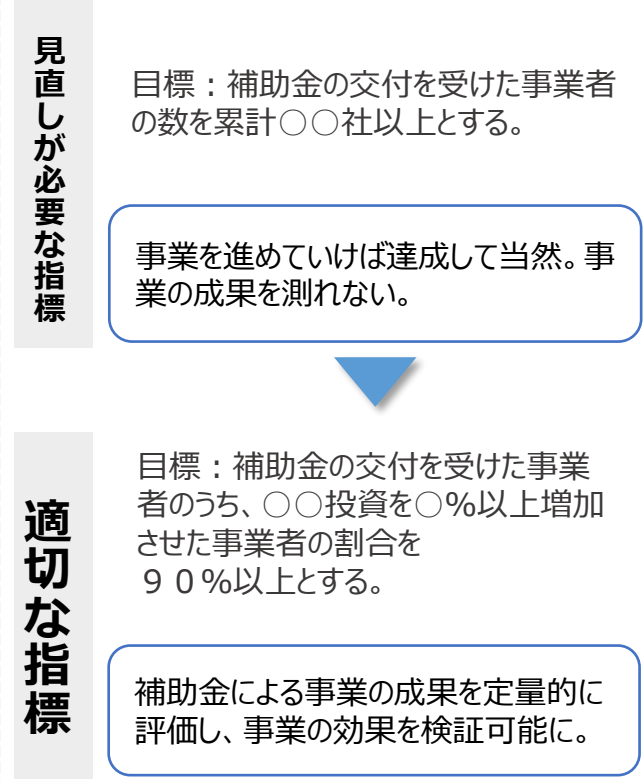 見直しが必要な指標
目標：補助金の交付を受けた事業者
の数を累計○○社以上とする。
事業を進めていけば達成して当然。事
業の成果を測れない。
適切な指標
目標：補助金の交付を受けた事業
者のうち、○○投資を○%以上増加
させた事業者の割合を
９０%以上とする。
補助金による事業の成果を定量的に
評価し、事業の効果を検証可能に。